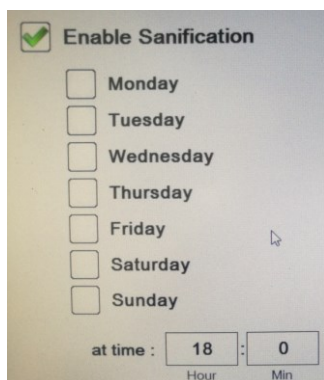 Enable Sanification
Monday
Tuesday
Wednesday
Thursday
Friday
Saturday
Sunday
at time : 18 : 0
Hour Min